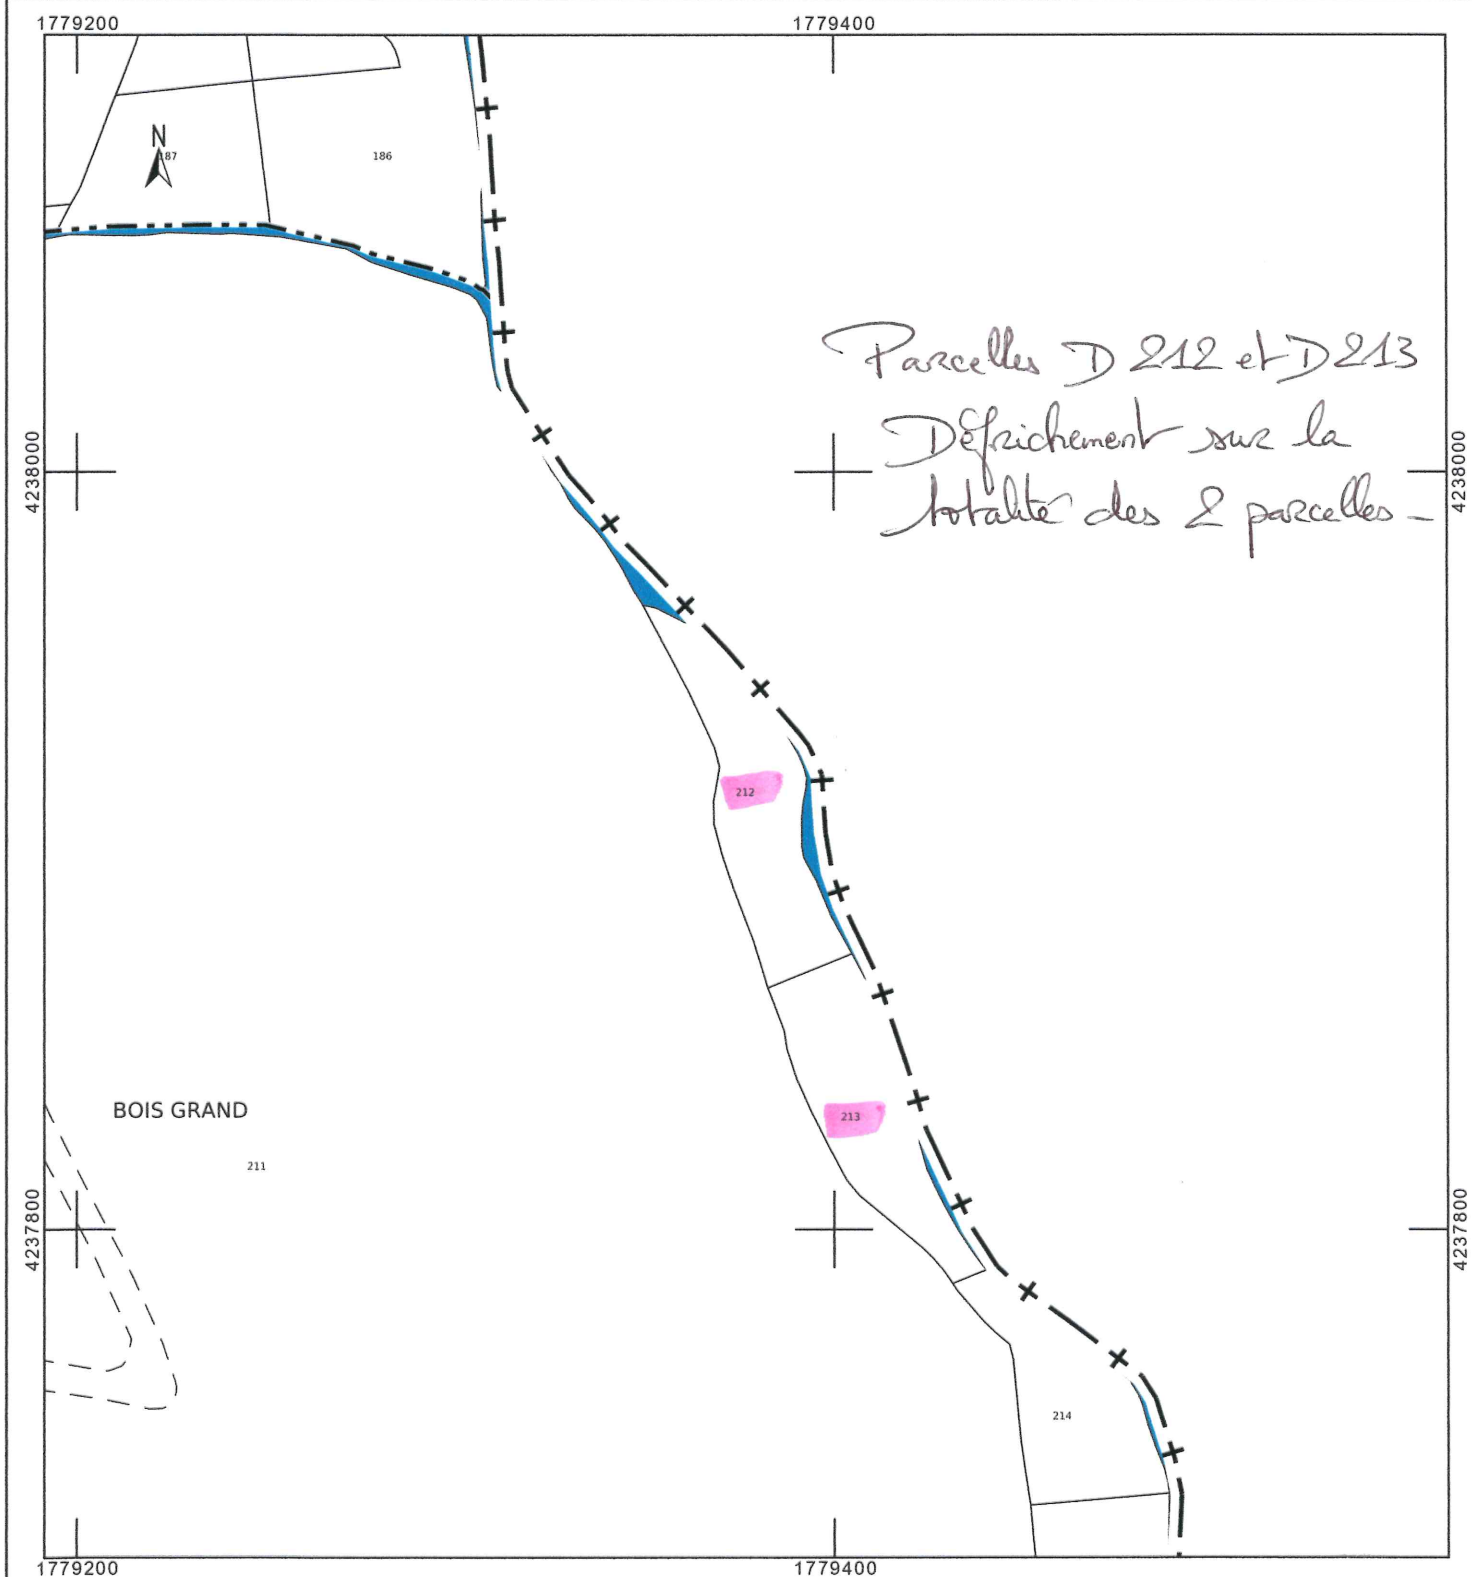 1779200
1779400
N
187
186
Parcelles D 212 et D 213
4238000
4238000
Défrichement sur la
totalité des 2 parcelles -
212
BOIS GRAND
213
211
4237800
4237800
214
1779200
1779400